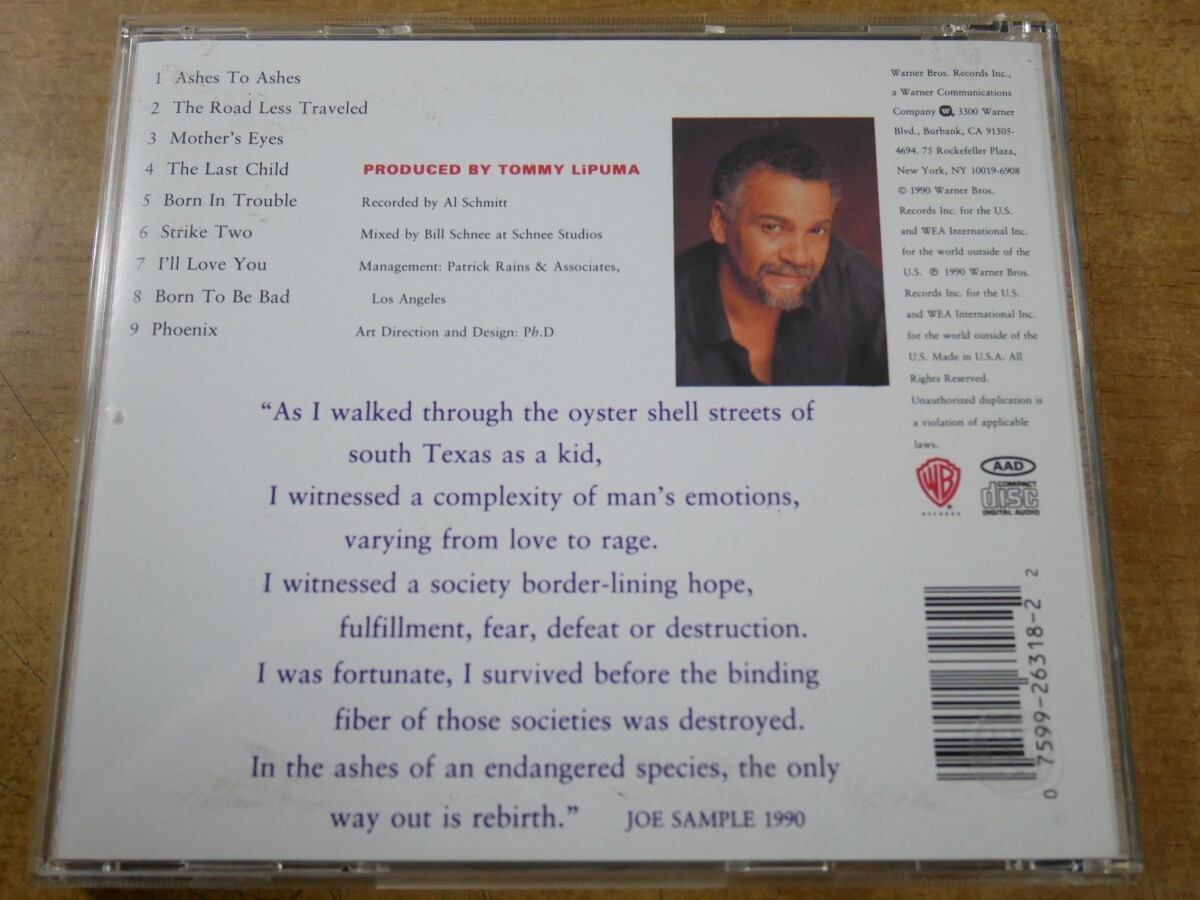 1 Ashes To Ashes
2 The Road Less Traveled
3 Mother's Eyes
4 The Last Child
5 Born In Trouble
6 Strike Two
7 I'll Love You
8 Born To Be Bad
9 Phoenix
PRODUCED BY TOMMY LiPUMA
Recorded by Al Schmitt
Mixed by Bill Schnee at Schnee Studios
Management: Patrick Rains & Associates,
Los Angeles
Art Direction and Design: Ph.D
Warner Bros. Records Inc.,
a Warner Communications
Company 3300 Warner
Blvd., Burbank, CA 91505-
4694. 75 Rockefeller Plaza,
New York, NY 10019-6908
© 1990 Warner Bros.
Records Inc. for the U.S.
and WEA International Inc.
for the world outside of the
U.S. ℗ 1990 Warner Bros.
Records Inc. for the U.S.
and WEA International Inc.
for the world outside of the
U.S. Made in U.S.A. All
Rights Reserved.
Unauthorized duplication is
a violation of applicable
laws.
WB
RECORDS
AAD
COMPACT
disc
DIGITAL AUDIO
"As I walked through the oyster shell streets of
south Texas as a kid,
I witnessed a complexity of man's emotions,
varying from love to rage.
I witnessed a society border-lining hope,
fulfillment, fear, defeat or destruction.
I was fortunate, I survived before the binding
fiber of those societies was destroyed.
In the ashes of an endangered species, the only
way out is rebirth." JOE SAMPLE 1990
0 7599-26318-2 2